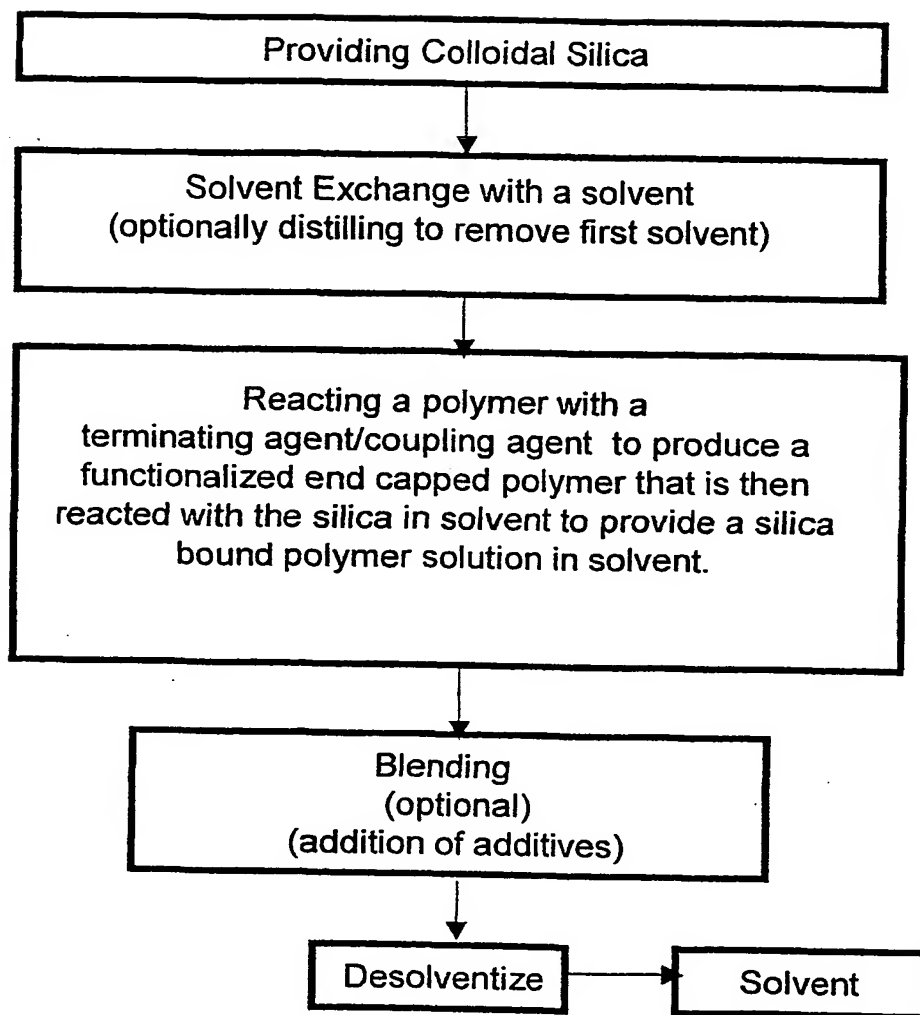 Providing Colloidal Silica
Solvent Exchange with a solvent
(optionally distilling to remove first solvent)
Reacting a polymer with a
terminating agent/coupling agent to produce a
functionalized end capped polymer that is then
reacted with the silica in solvent to provide a silica
bound polymer solution in solvent.
Blending
(optional)
(addition of additives)
Desolventize
Solvent